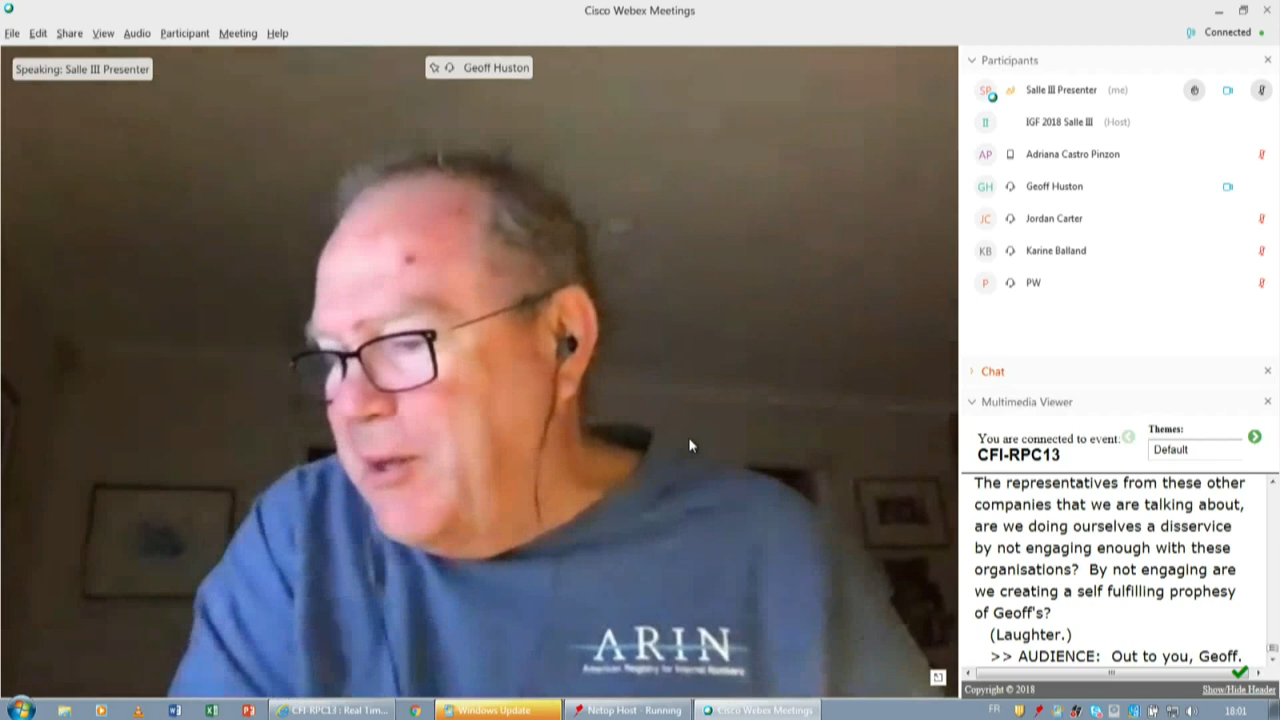 Cisco Webex Meetings
File Edit Share View Audio Participant Meeting Help
Connected
Speaking: Salle III Presenter
Geoff Huston
Participants
SP Salle III Presenter (me)
II IGF 2018 Salle III (Host)
AP Adriana Castro Pinzon
GH Geoff Huston
JC Jordan Carter
KB Karine Balland
P PW
Chat
Multimedia Viewer
You are connected to event:
CFI-RPC13
Themes:
Default
The representatives from these other
companies that we are talking about,
are we doing ourselves a disservice
by not engaging enough with these
organisations? By not engaging are
we creating a self fulfilling prophesy
of Geoff's?
(Laughter.)
>> AUDIENCE: Out to you, Geoff.
Copyright © 2018
Show/Hide Header
ARIN
American Registry for Internet Numbers
CFI-RPC13 : Real Tim...
Windows Update
Netop Host - Running
Cisco Webex Meetings
FR
18:01